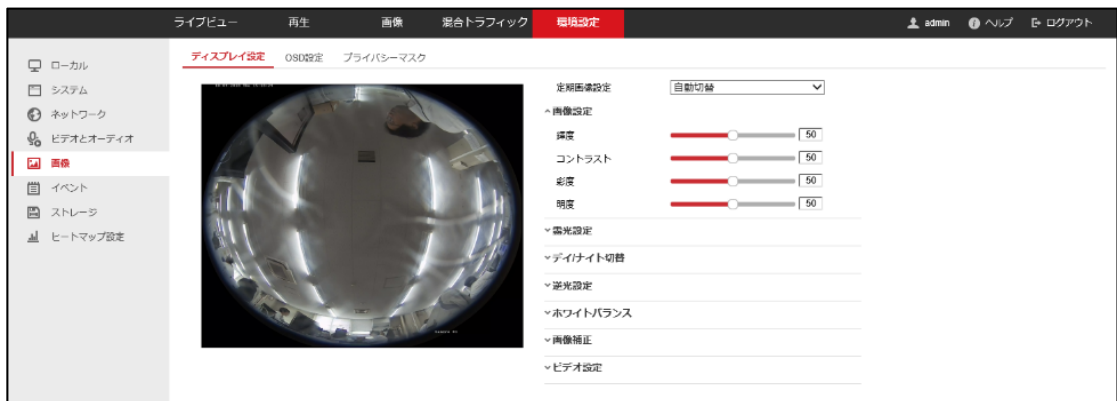 ライブビュー 再生 画像 混合トラフィック 環境設定 admin ヘルプ ログアウト
ローカル
システム
ネットワーク
ビデオとオーディオ
画像
イベント
ストレージ
ヒートマップ設定
ディスプレイ設定 OSD設定 プライバシーマスク
定期画像設定 自動切替
画像設定
輝度 50
コントラスト 50
彩度 50
明度 50
露光設定
デイ/ナイト切替
逆光設定
ホワイトバランス
画像補正
ビデオ設定